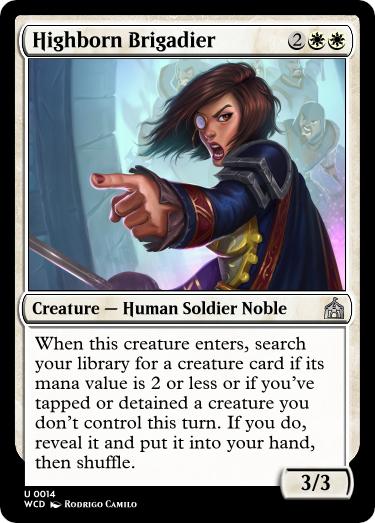 Highborn Brigadier 2
Creature — Human Soldier Noble
When this creature enters, search
your library for a creature card if its
mana value is 2 or less or if you've
tapped or detained a creature you
don't control this turn. If you do,
reveal it and put it into your hand,
then shuffle.
3/3
U 0014
WCD Rodrigo Camilo